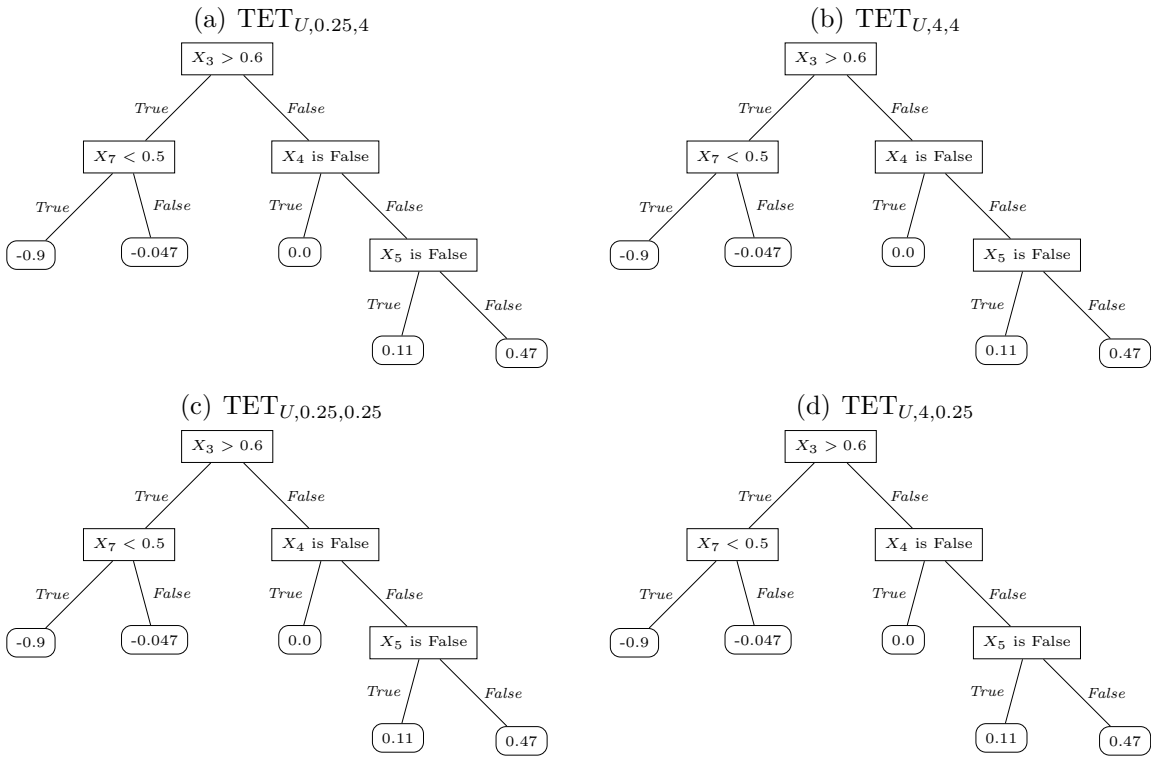 (a) TET_{U,0.25,4}
X_3 > 0.6
True False
X_7 < 0.5 X_4 is False
True False True False
-0.9 -0.047 0.0 X_5 is False
True False
0.11 0.47
(b) TET_{U,4,4}
X_3 > 0.6
True False
X_7 < 0.5 X_4 is False
True False True False
-0.9 -0.047 0.0 X_5 is False
True False
0.11 0.47
(c) TET_{U,0.25,0.25}
X_3 > 0.6
True False
X_7 < 0.5 X_4 is False
True False True False
-0.9 -0.047 0.0 X_5 is False
True False
0.11 0.47
(d) TET_{U,4,0.25}
X_3 > 0.6
True False
X_7 < 0.5 X_4 is False
True False True False
-0.9 -0.047 0.0 X_5 is False
True False
0.11 0.47